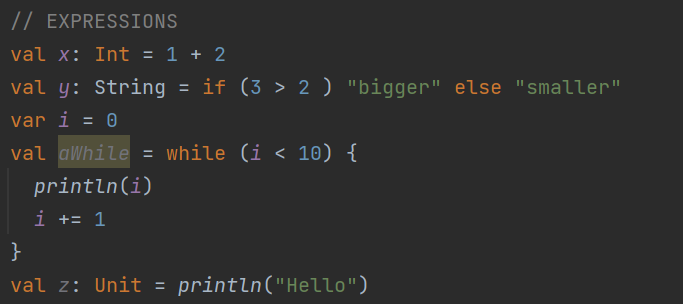 // EXPRESSIONS
val x: Int = 1 + 2
val y: String = if (3 > 2 ) "bigger" else "smaller"
var i = 0
val aWhile = while (i < 10) {
  println(i)
  i += 1
}
val z: Unit = println("Hello")